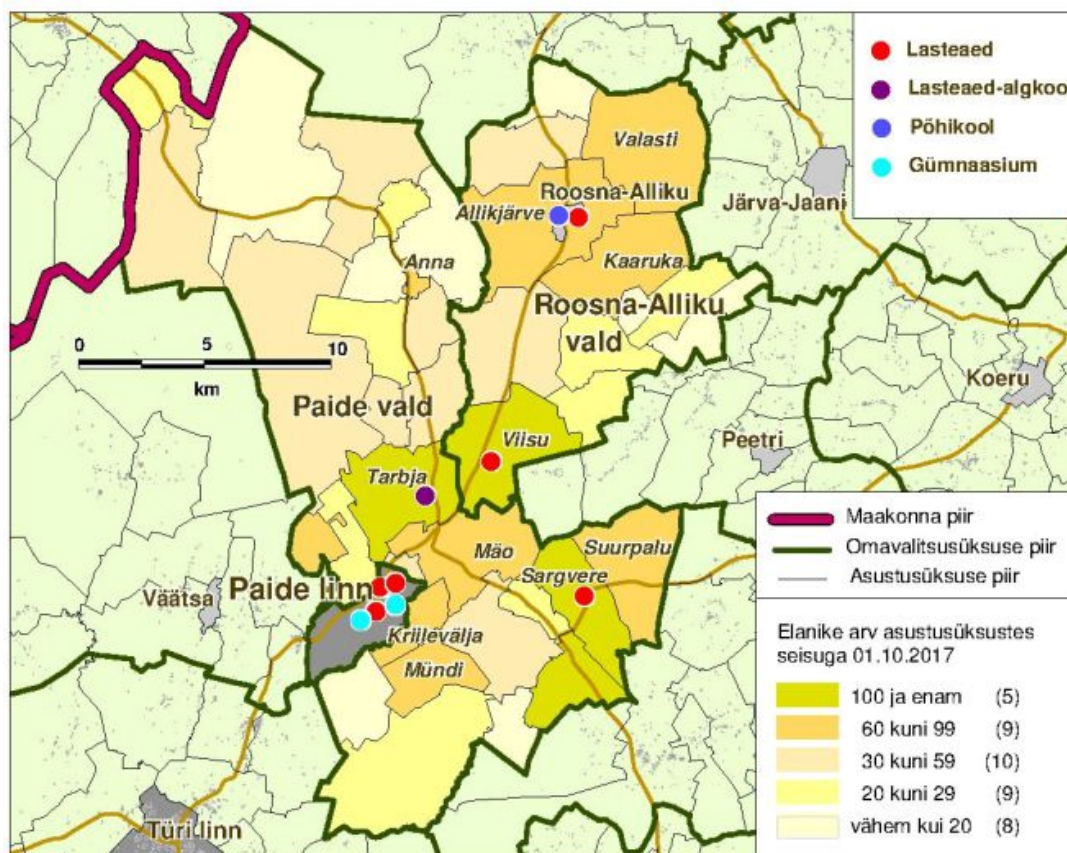 Lasteaed
Lasteaed-algkoo
Põhikool
Gümnaasium
Valasti
Roosna-Alliku
Allikjärve
Järva-Jaani
Kaaruka
Anna
Roosna-Alliku
vald
0 5 10
km
Koeru
Paide vald
Viisu
Peetri
Tarbja
Mäo
Suurpalu
Sargvere
Väätsa
Paide linn
Kriilevälja
Mündi
Türi linn
Maakonna piir
Omavalitsusüksuse piir
Asustusüksuse piir
Elanike arv asustusüksustes
seisuga 01.10.2017
100 ja enam (5)
60 kuni 99 (9)
30 kuni 59 (10)
20 kuni 29 (9)
vähem kui 20 (8)